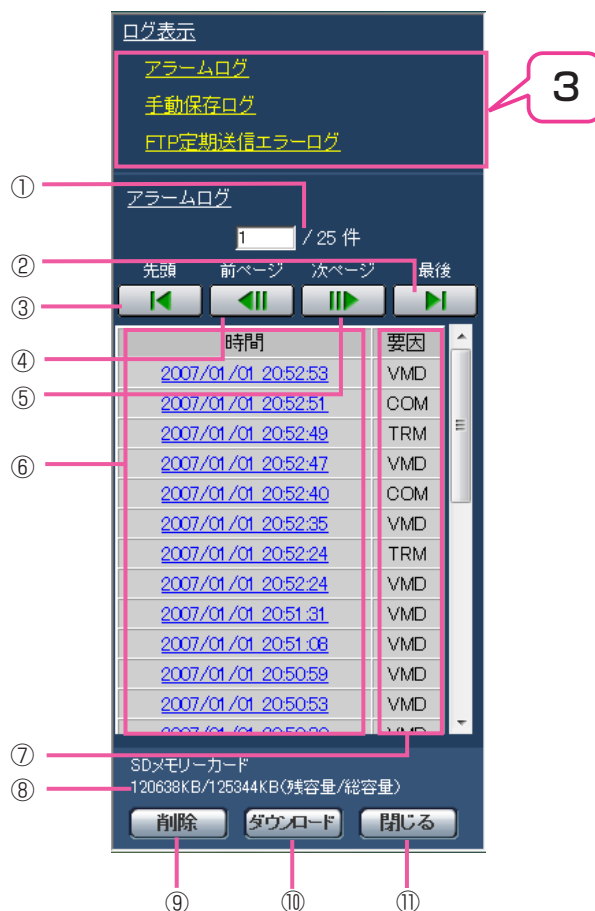 ログ表示
アラームログ
手動保存ログ
FTP定期送信エラーログ
3
①
アラームログ
1 / 25 件
②
先頭 前ページ 次ページ 最後
③
④
時間 要因
⑤
2007/01/01 20:52:53 VMD
2007/01/01 20:52:51 COM
2007/01/01 20:52:49 TRM
⑥
2007/01/01 20:52:47 VMD
2007/01/01 20:52:40 COM
2007/01/01 20:52:35 VMD
2007/01/01 20:52:24 TRM
2007/01/01 20:52:24 VMD
2007/01/01 20:51:31 VMD
2007/01/01 20:51:08 VMD
2007/01/01 20:50:59 VMD
2007/01/01 20:50:53 VMD
⑦
SDメモリーカード
⑧
120638KB/125344KB(残容量/総容量)
削除 ダウンロード 閉じる
⑨ ⑩ ⑪